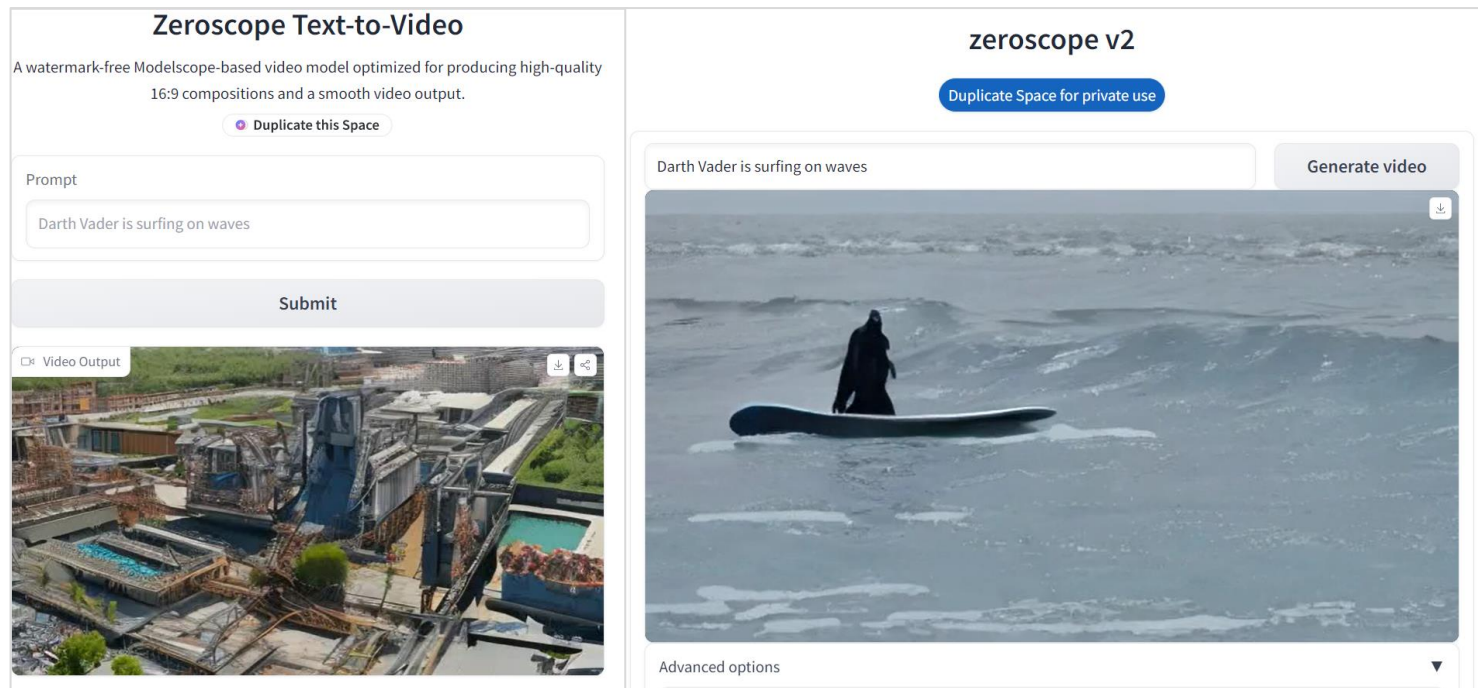 Zeroscope Text-to-Video
A watermark-free Modelscope-based video model optimized for producing high-quality
16:9 compositions and a smooth video output.
Duplicate this Space
Prompt
Darth Vader is surfing on waves
Submit
Video Output
zeroscope v2
Duplicate Space for private use
Darth Vader is surfing on waves
Generate video
Advanced options